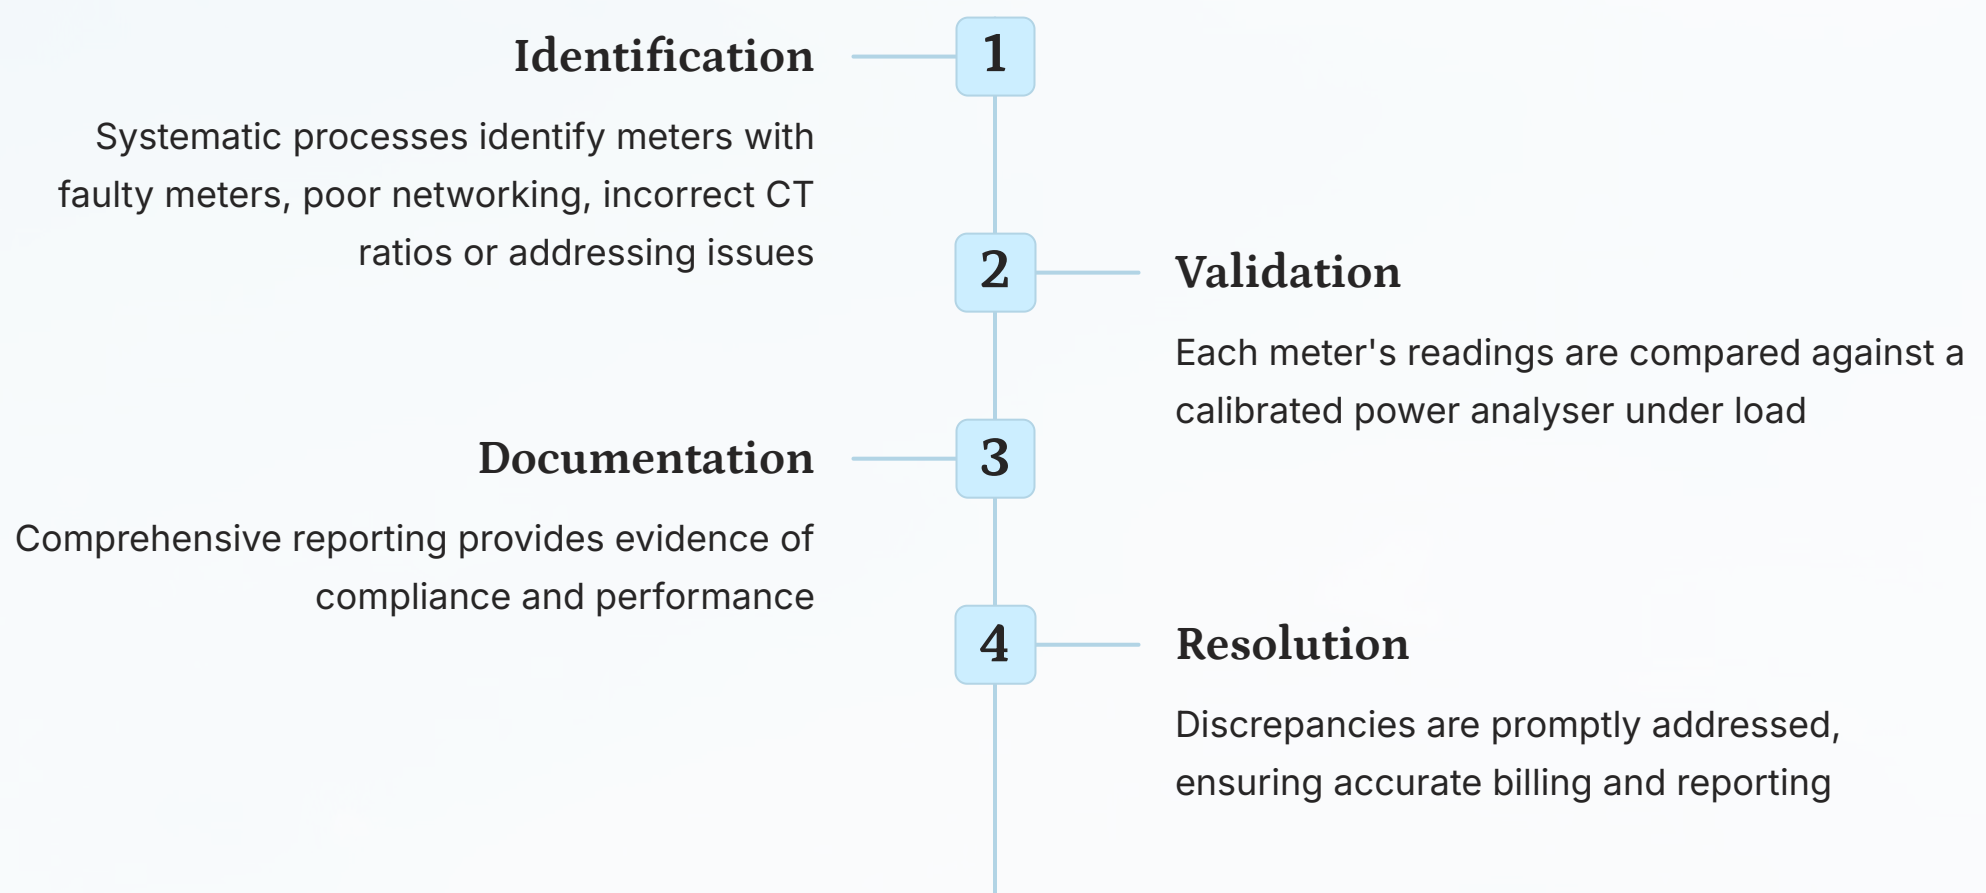 1
Identification
Systematic processes identify meters with
faulty meters, poor networking, incorrect CT
ratios or addressing issues
2
Validation
Each meter's readings are compared against a
calibrated power analyser under load
3
Documentation
Comprehensive reporting provides evidence of
compliance and performance
4
Resolution
Discrepancies are promptly addressed,
ensuring accurate billing and reporting